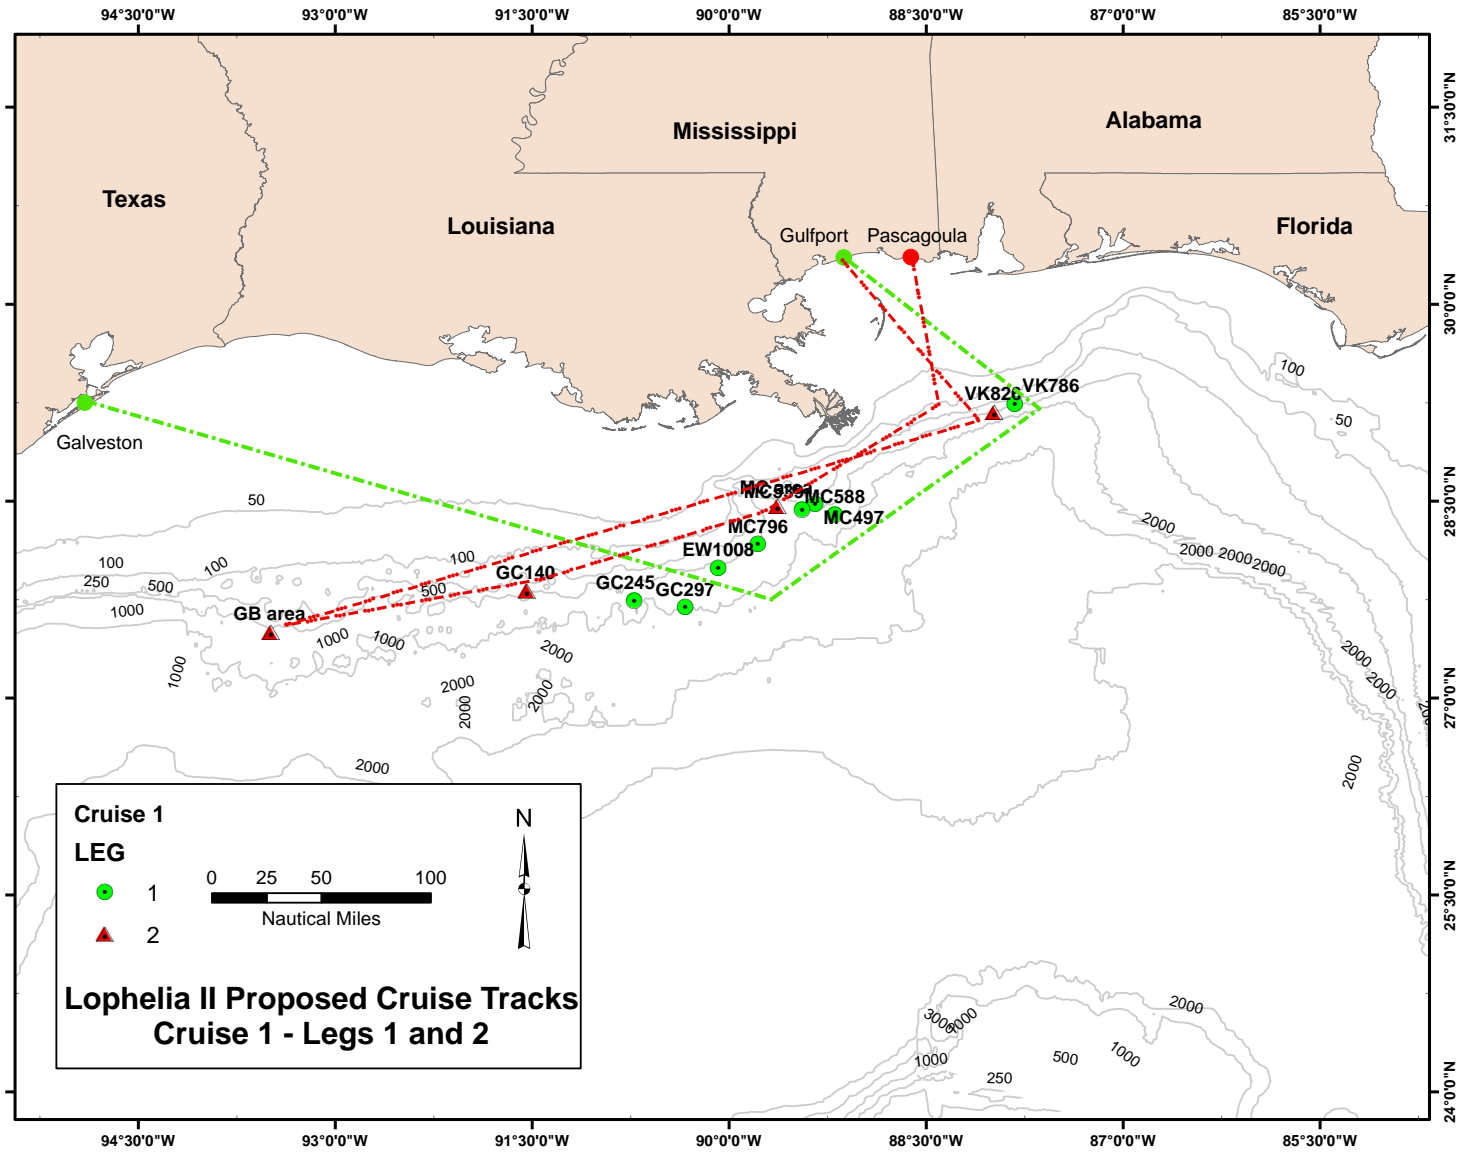 94°30'0"W 93°0'0"W 91°30'0"W 90°0'0"W 88°30'0"W 87°0'0"W 85°30'0"W
31°30'0"N
Mississippi
Alabama
Texas
Louisiana
Florida
Gulfport
Pascagoula
30°0'0"N
100
VK786
VK826
50
Galveston
MC area
MC588
50
28°30'0"N
MC497
2000
MC796
2000
2000
2000
EW1008
100
100
100
GC140
250
500
500
GC245
GC297
1000
GB area
1000
1000
2000
2000
1000
2000
2000
2000
2000
27°0'0"N
2000
2000
Cruise 1
N
LEG
1
0 25 50 100
Nautical Miles
2
25°30'0"N
Lophelia II Proposed Cruise Tracks
Cruise 1 - Legs 1 and 2
2000
3000
1000
500
1000
250
24°0'0"N
94°30'0"W 93°0'0"W 91°30'0"W 90°0'0"W 88°30'0"W 87°0'0"W 85°30'0"W